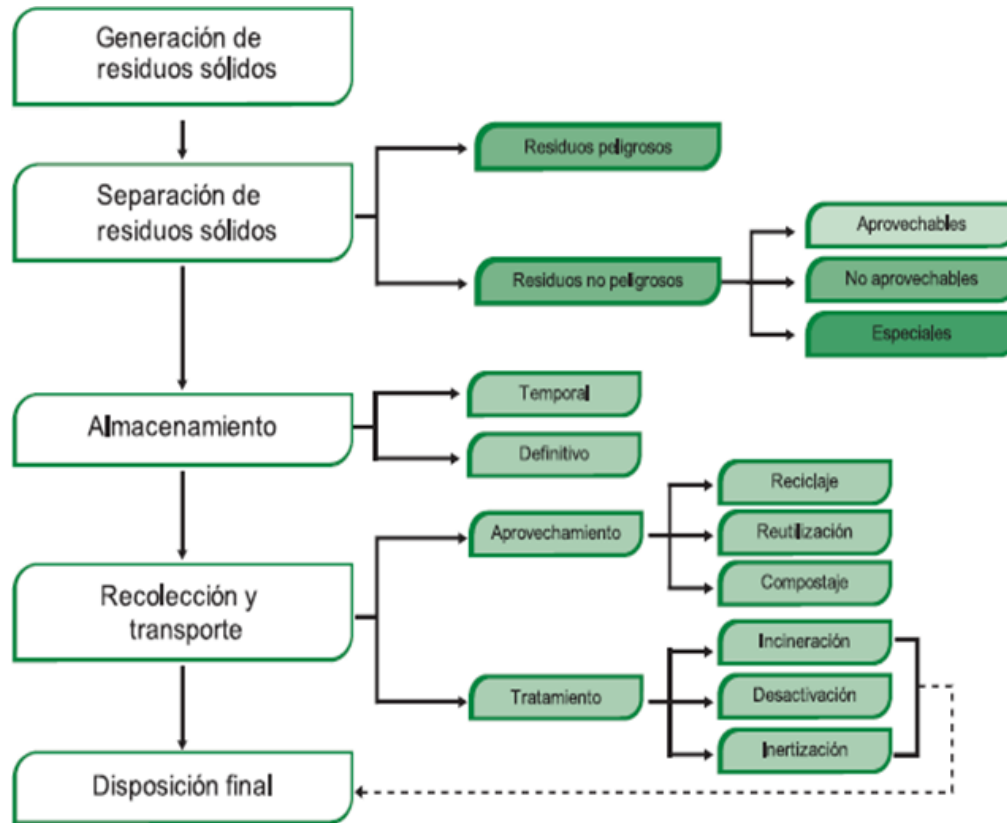 Generación de
residuos sólidos
Separación de
residuos sólidos
Residuos peligrosos
Residuos no peligrosos
Aprovechables
No aprovechables
Especiales
Almacenamiento
Temporal
Definitivo
Recolección y
transporte
Aprovechamiento
Reciclaje
Reutilización
Compostaje
Tratamiento
Incineración
Desactivación
Inertización
Disposición final